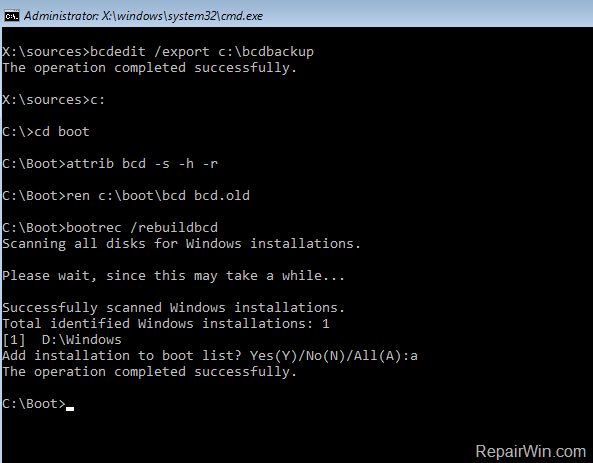 Administrator: X:\windows\system32\cmd.exe
X:\sources>bcdedit /export c:\bcdbackup
The operation completed successfully.
X:\sources>c:
C:\>cd boot
C:\Boot>attrib bcd -s -h -r
C:\Boot>ren c:\boot\bcd bcd.old
C:\Boot>bootrec /rebuildbcd
Scanning all disks for Windows installations.
Please wait, since this may take a while...
Successfully scanned Windows installations.
Total identified Windows installations: 1
[1]  D:\Windows
Add installation to boot list? Yes(Y)/No(N)/All(A):a
The operation completed successfully.
C:\Boot>
RepairWin.com